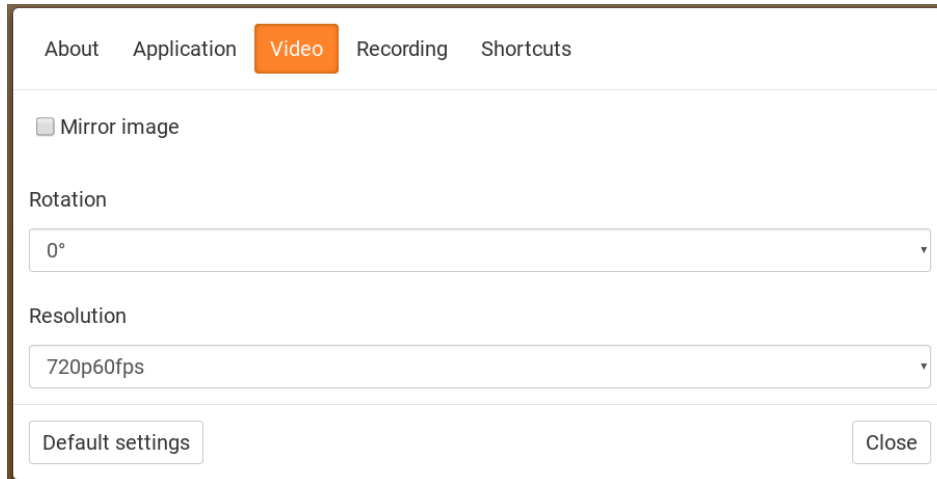 About Application Video Recording Shortcuts
Mirror image
Rotation
0°
Resolution
720p60fps
Default settings Close